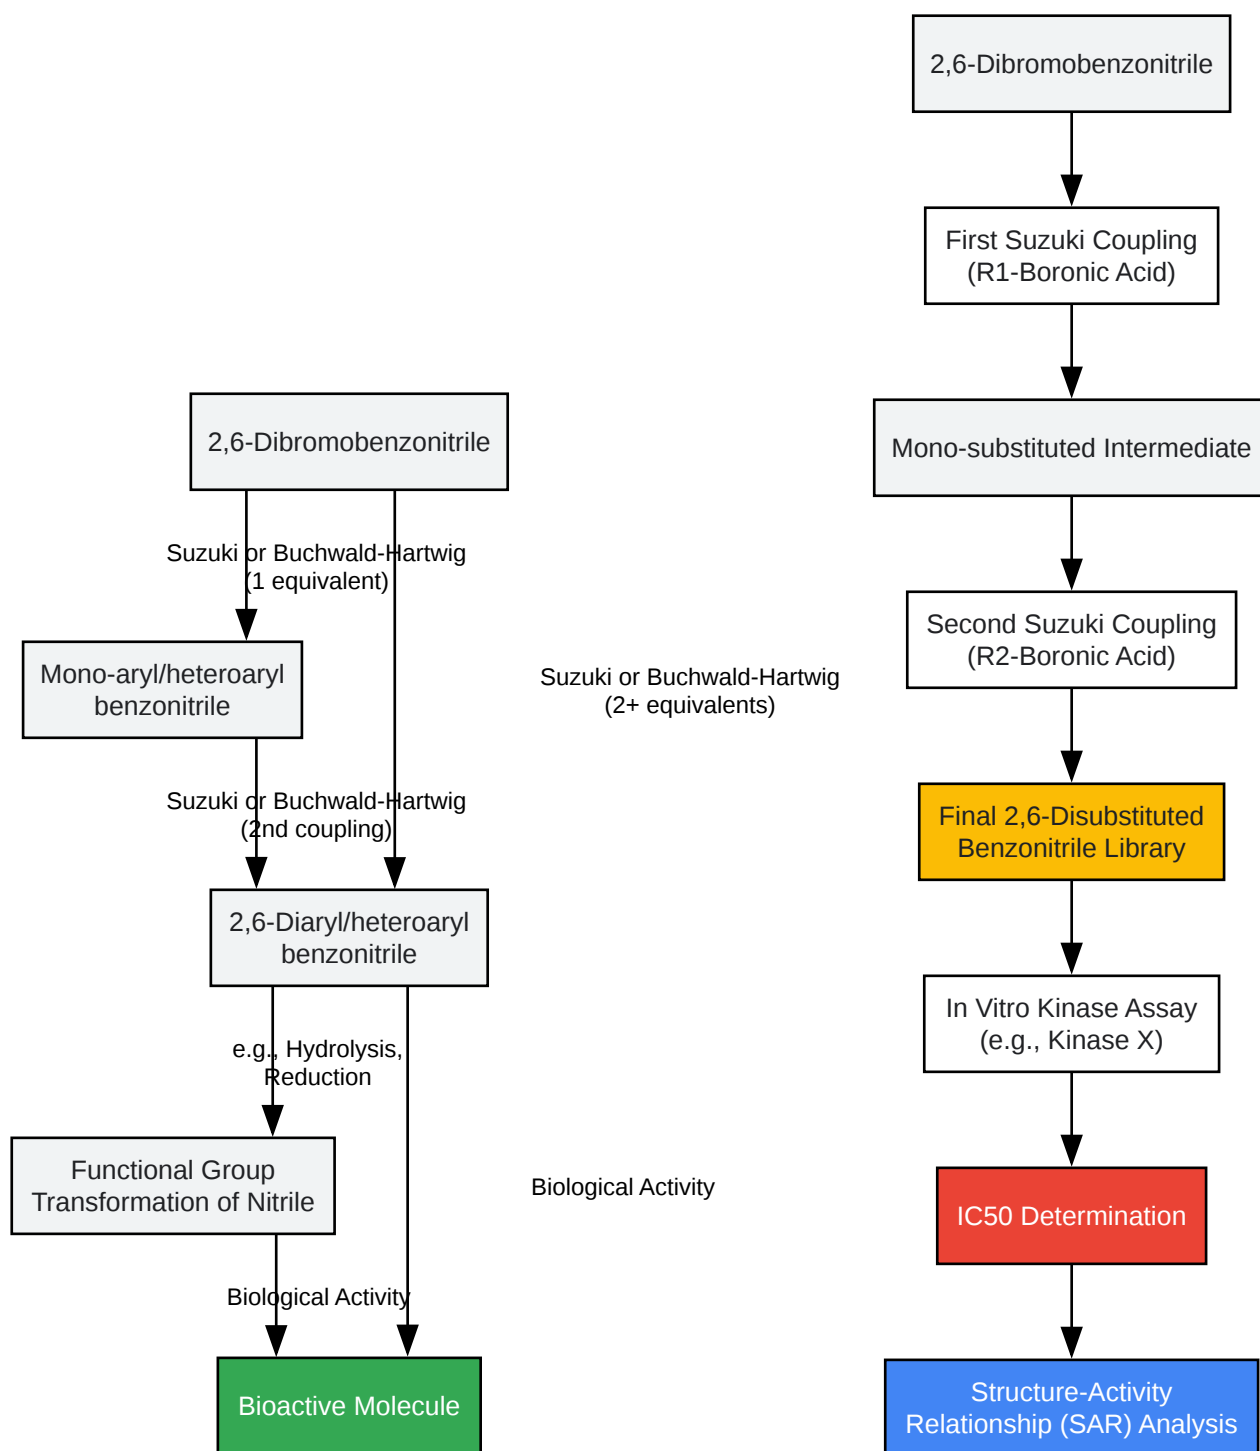 2,6-Dibromobenzonitrile
Suzuki or Buchwald-Hartwig
(1 equivalent)
Mono-aryl/heteroaryl
benzonitrile
Suzuki or Buchwald-Hartwig
(2+ equivalents)
Suzuki or Buchwald-Hartwig
(2nd coupling)
2,6-Diaryl/heteroaryl
benzonitrile
e.g., Hydrolysis,
Reduction
Functional Group
Transformation of Nitrile
Biological Activity
Biological Activity
Bioactive Molecule
2,6-Dibromobenzonitrile
First Suzuki Coupling
(R1-Boronic Acid)
Mono-substituted Intermediate
Second Suzuki Coupling
(R2-Boronic Acid)
Final 2,6-Disubstituted
Benzonitrile Library
In Vitro Kinase Assay
(e.g., Kinase X)
IC50 Determination
Structure-Activity
Relationship (SAR) Analysis